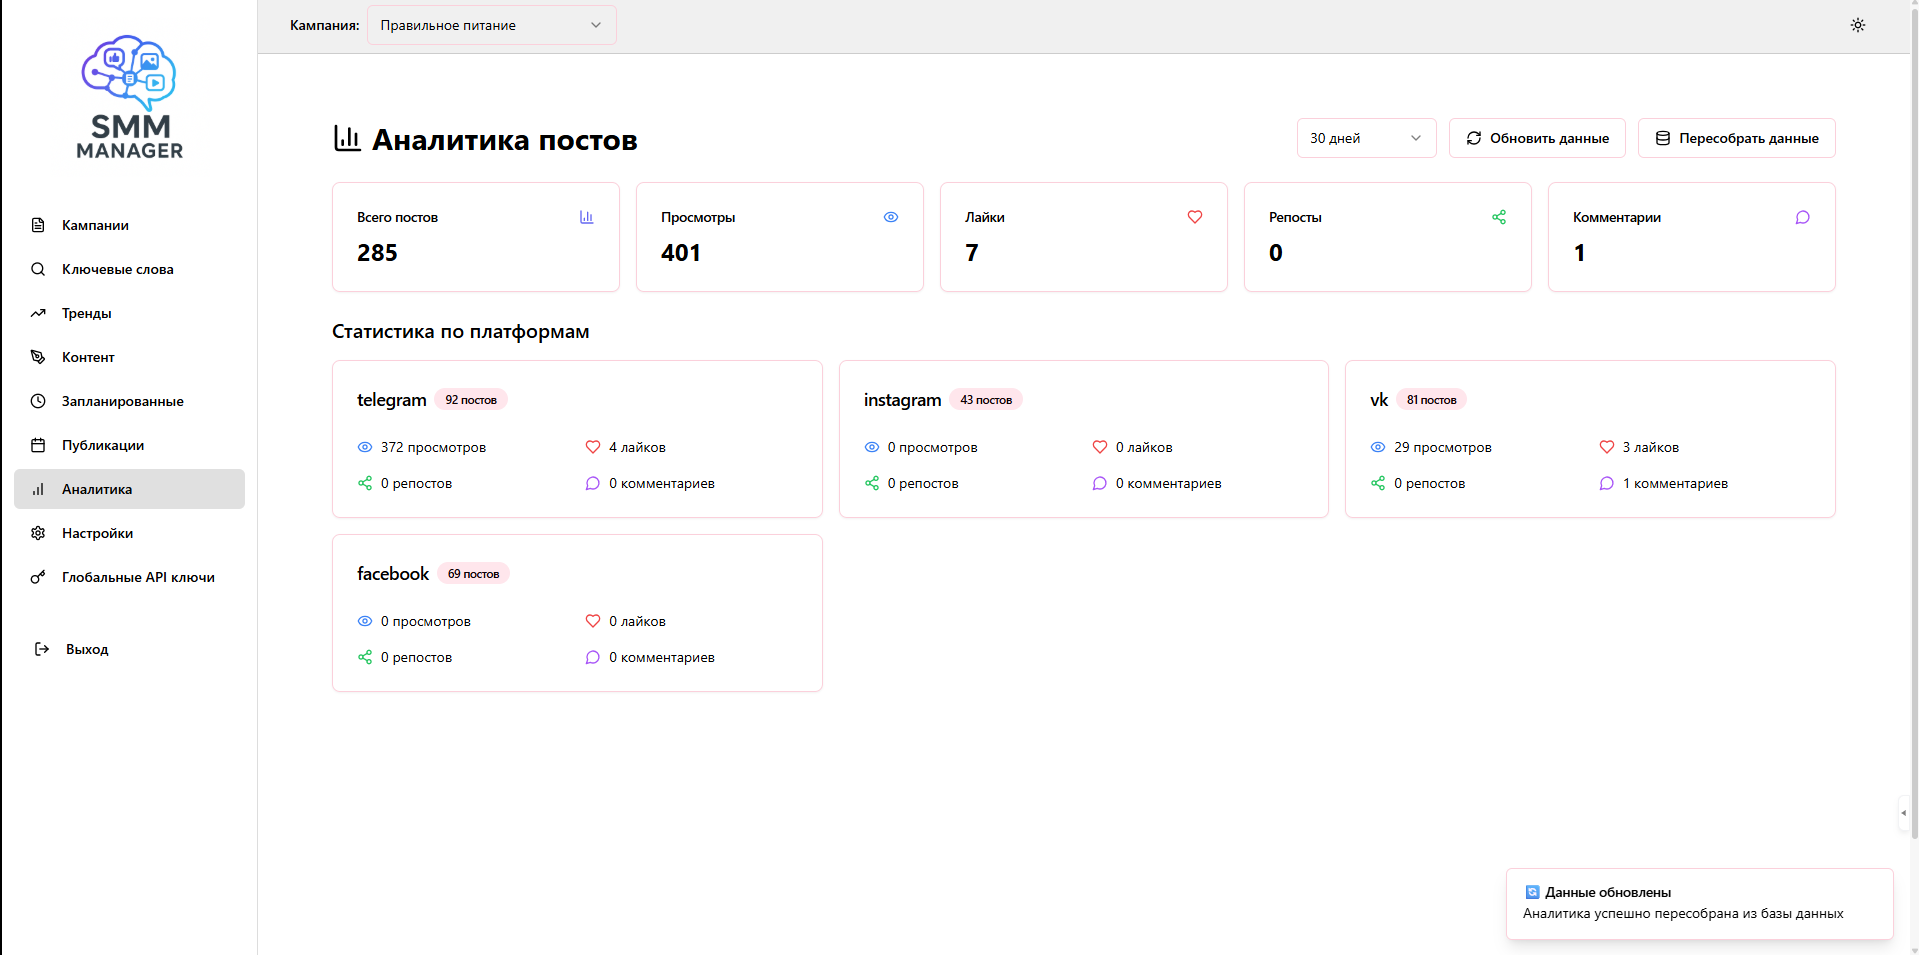 SMM
MANAGER
Кампании
Ключевые слова
Тренды
Контент
Запланированные
Публикации
Аналитика
Настройки
Глобальные API ключи
Выход
Кампания: Правильное питание
Аналитика постов
30 дней Обновить данные Пересобрать данные
Всего постов
285
Просмотры
401
Лайки
7
Репосты
0
Комментарии
1
Статистика по платформам
telegram 92 постов
372 просмотров 4 лайков
0 репостов 0 комментариев
instagram 43 постов
0 просмотров 0 лайков
0 репостов 0 комментариев
vk 81 постов
29 просмотров 3 лайков
0 репостов 1 комментариев
facebook 69 постов
0 просмотров 0 лайков
0 репостов 0 комментариев
Данные обновлены
Аналитика успешно пересобрана из базы данных